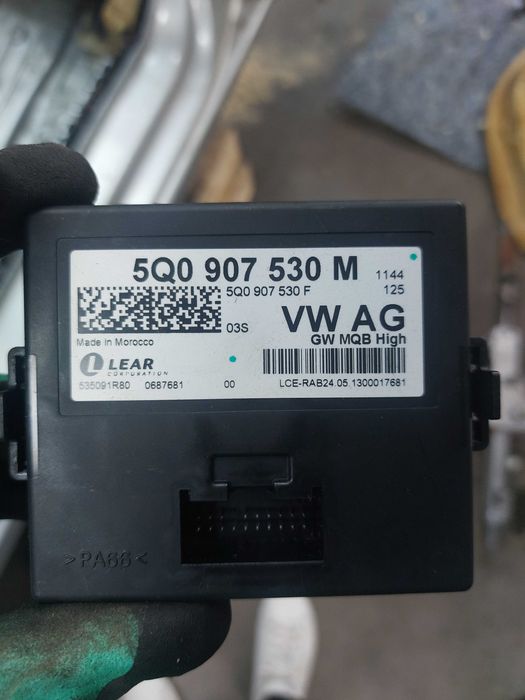 5Q0 907 530 M 1144
5Q0 907 530 F 125
03S VW AG
Made in Morocco GW MQB High
LEAR
CORPORATION
535091R80 0687681 00 LCE-RAB24.05.1300017681
>PA66<